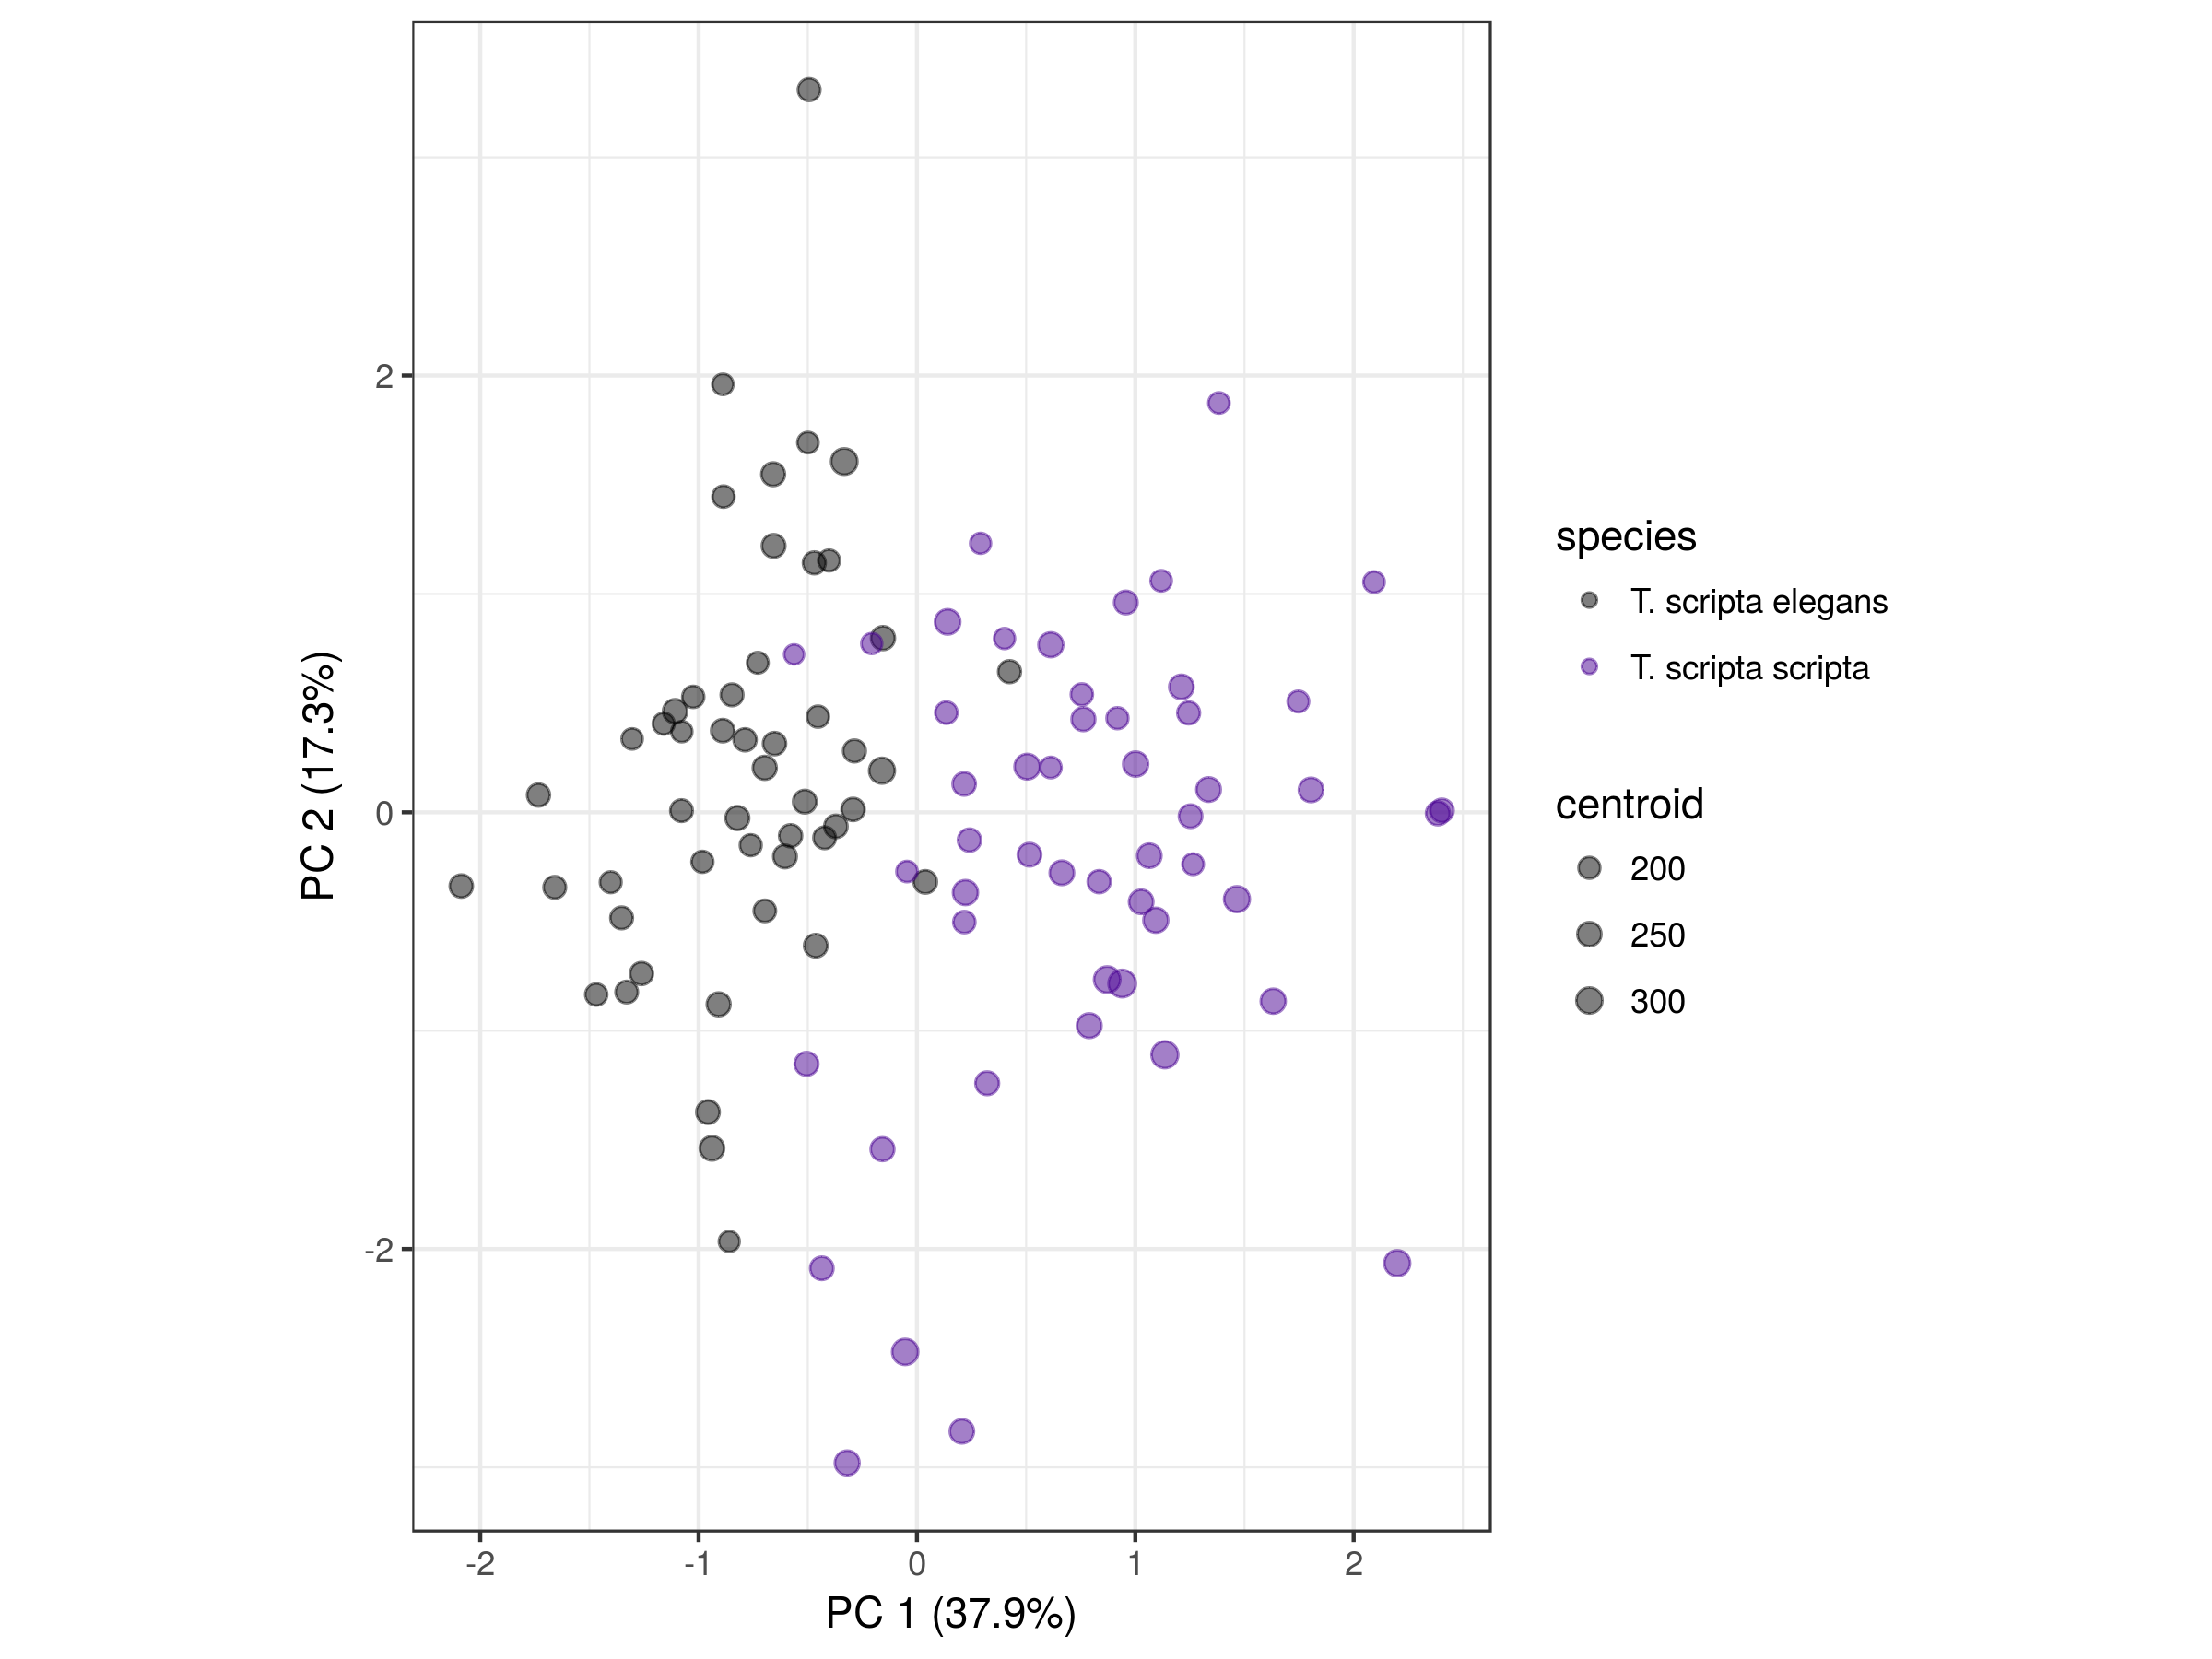 2
0
-2
PC 2 (17.3%)
-2
-1
0
1
2
PC 1 (37.9%)
species
T. scripta elegans
T. scripta scripta
centroid
200
250
300